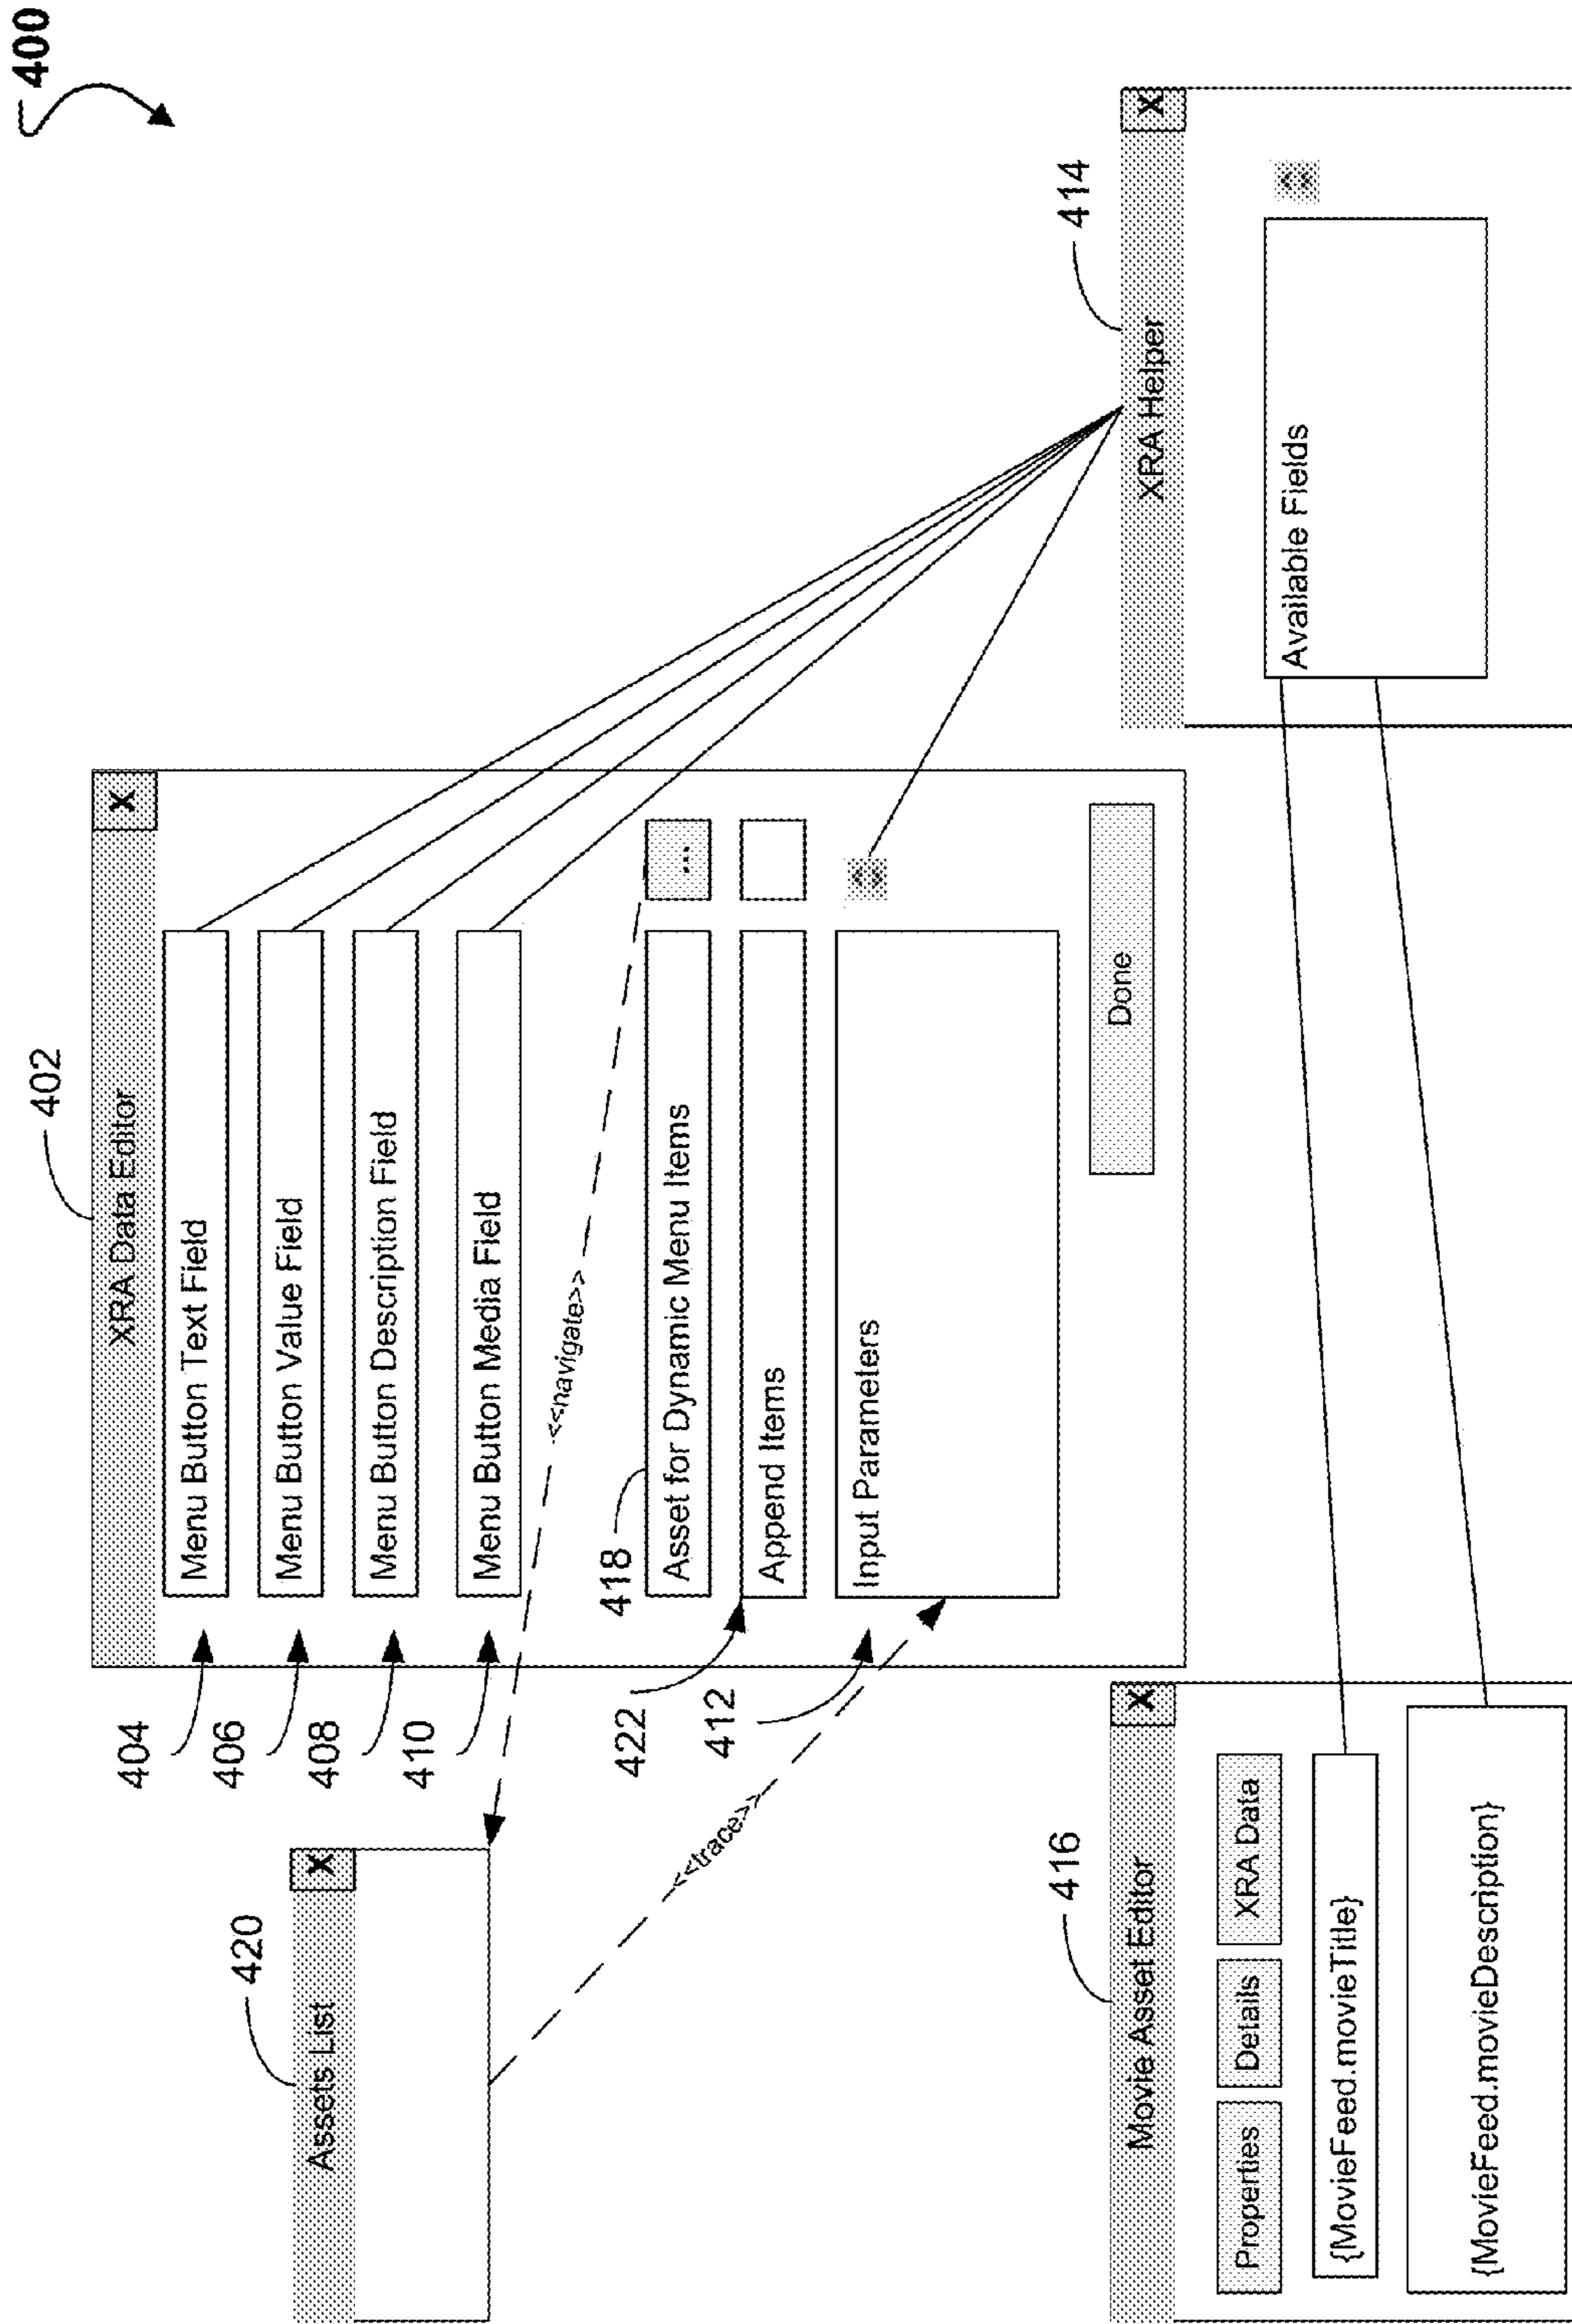 400
402
XRA Data Editor
X
404
Menu Button Text Field
406
Menu Button Value Field
408
Menu Button Description Field
410
Menu Button Media Field
<<navigate>>
418
Asset for Dynamic Menu Items
...
422
Append Items
412
Input Parameters
Done
420
Assets List
X
<<trace>>
414
XRA Helper
X
Available Fields
416
Movie Asset Editor
X
Properties
Details
XRA Data
{MovieFeed.movieTitle}
{MovieFeed.movieDescription}